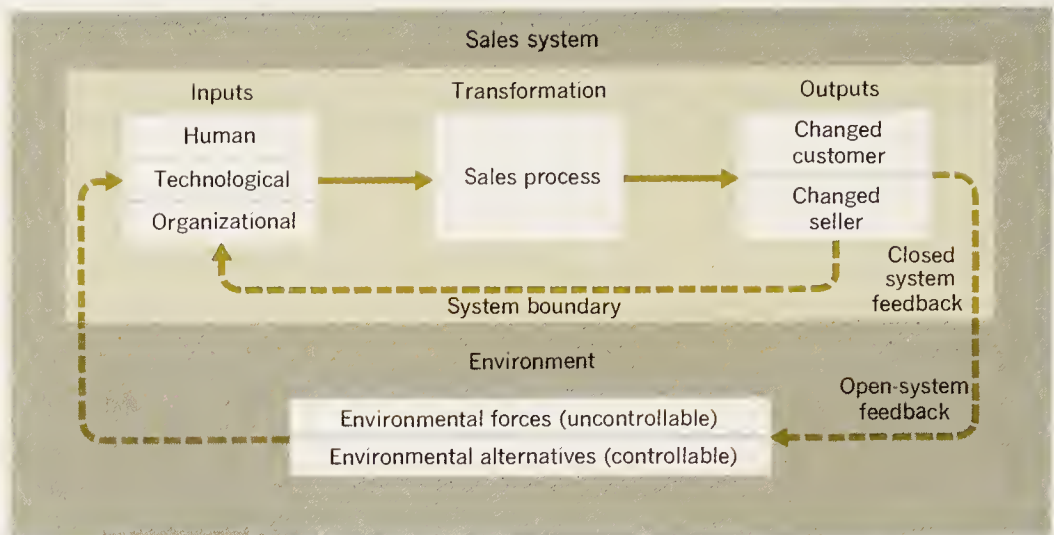 Sales system
Inputs
Transformation
Outputs
Human
Technological
Organizational
Sales process
Changed
customer
Changed
seller
Closed
system
feedback
System boundary
Environment
Open-system
feedback
Environmental forces (uncontrollable)
Environmental alternatives (controllable)